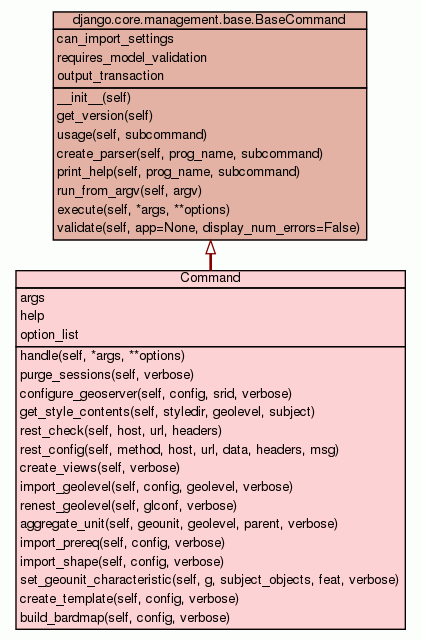 django.core.management.base.BaseCommand
can_import_settings
requires_model_validation
output_transaction
__init__(self)
get_version(self)
usage(self, subcommand)
create_parser(self, prog_name, subcommand)
print_help(self, prog_name, subcommand)
run_from_argv(self, argv)
execute(self, *args, **options)
validate(self, app=None, display_num_errors=False)
Command
args
help
option_list
handle(self, *args, **options)
purge_sessions(self, verbose)
configure_geoserver(self, config, srid, verbose)
get_style_contents(self, styledir, geolevel, subject)
rest_check(self, host, url, headers)
rest_config(self, method, host, url, data, headers, msg)
create_views(self, verbose)
import_geolevel(self, config, geolevel, verbose)
renest_geolevel(self, glconf, verbose)
aggregate_unit(self, geounit, geolevel, parent, verbose)
import_prereq(self, config, verbose)
import_shape(self, config, verbose)
set_geounit_characteristic(self, g, subject_objects, feat, verbose)
create_template(self, config, verbose)
build_bardmap(self, config, verbose)